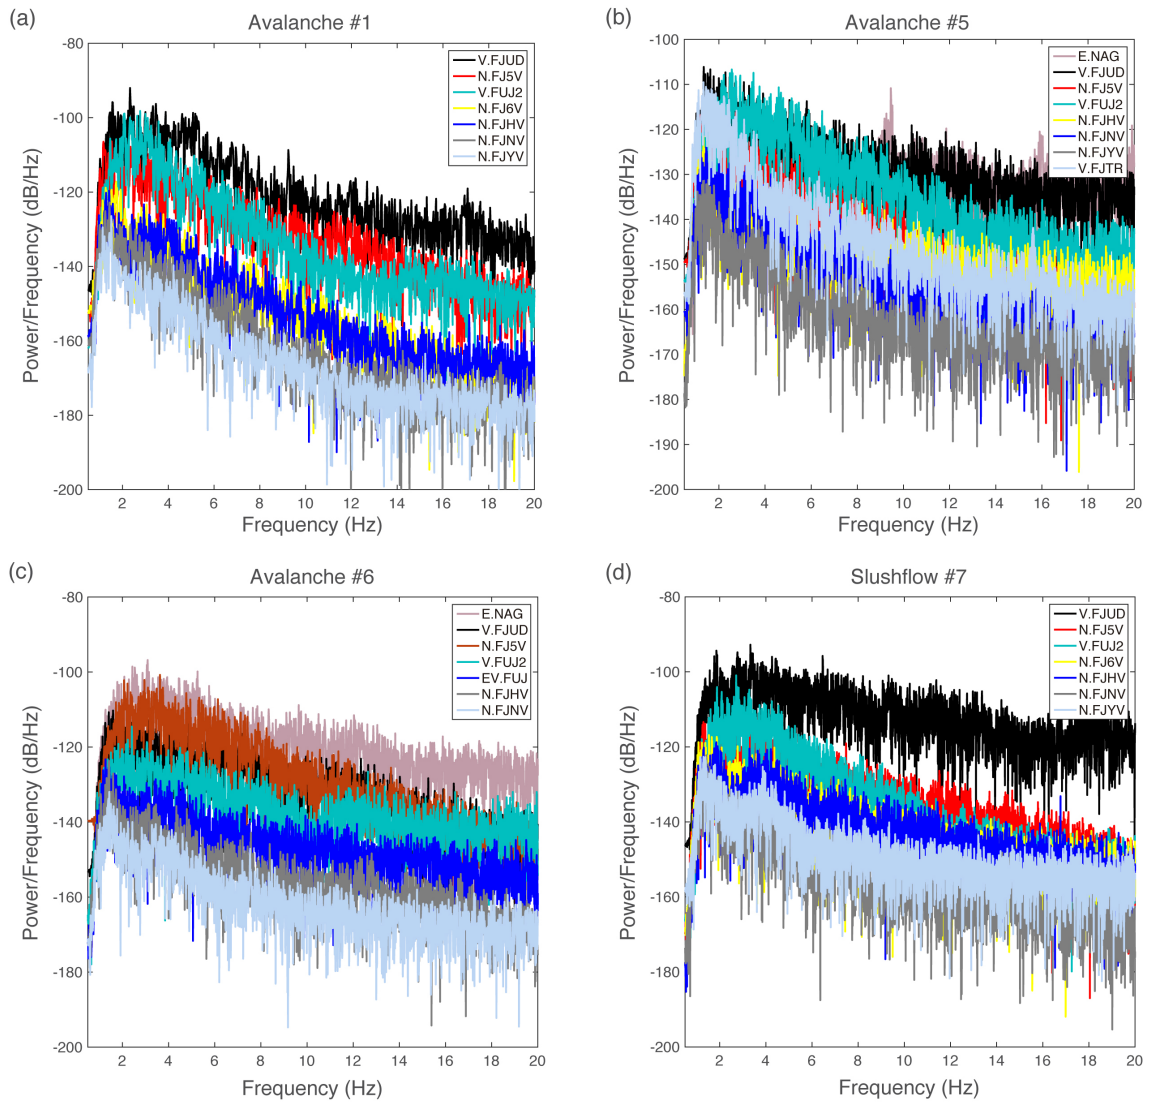 (a)
Avalanche #1
-80
-100
-120
-140
-160
-180
-200
Power/Frequency (dB/Hz)
V.FJUD
N.FJ5V
V.FUJ2
N.FJ6V
N.FJHV
N.FJNV
N.FJYV
2 4 6 8 10 12 14 16 18 20
Frequency (Hz)
(b)
Avalanche #5
-100
-110
-120
-130
-140
-150
-160
-170
-180
-190
-200
Power/Frequency (dB/Hz)
E.NAG
V.FJUD
N.FJ5V
V.FUJ2
N.FJHV
N.FJNV
N.FJYV
V.FJTR
2 4 6 8 10 12 14 16 18 20
Frequency (Hz)
(c)
Avalanche #6
-80
-100
-120
-140
-160
-180
-200
Power/Frequency (dB/Hz)
E.NAG
V.FJUD
N.FJ5V
V.FUJ2
EV.FUJ
N.FJHV
N.FJNV
2 4 6 8 10 12 14 16 18 20
Frequency (Hz)
(d)
Slushflow #7
-80
-100
-120
-140
-160
-180
-200
Power/Frequency (dB/Hz)
V.FJUD
N.FJ5V
V.FUJ2
N.FJ6V
N.FJHV
N.FJNV
N.FJYV
2 4 6 8 10 12 14 16 18 20
Frequency (Hz)